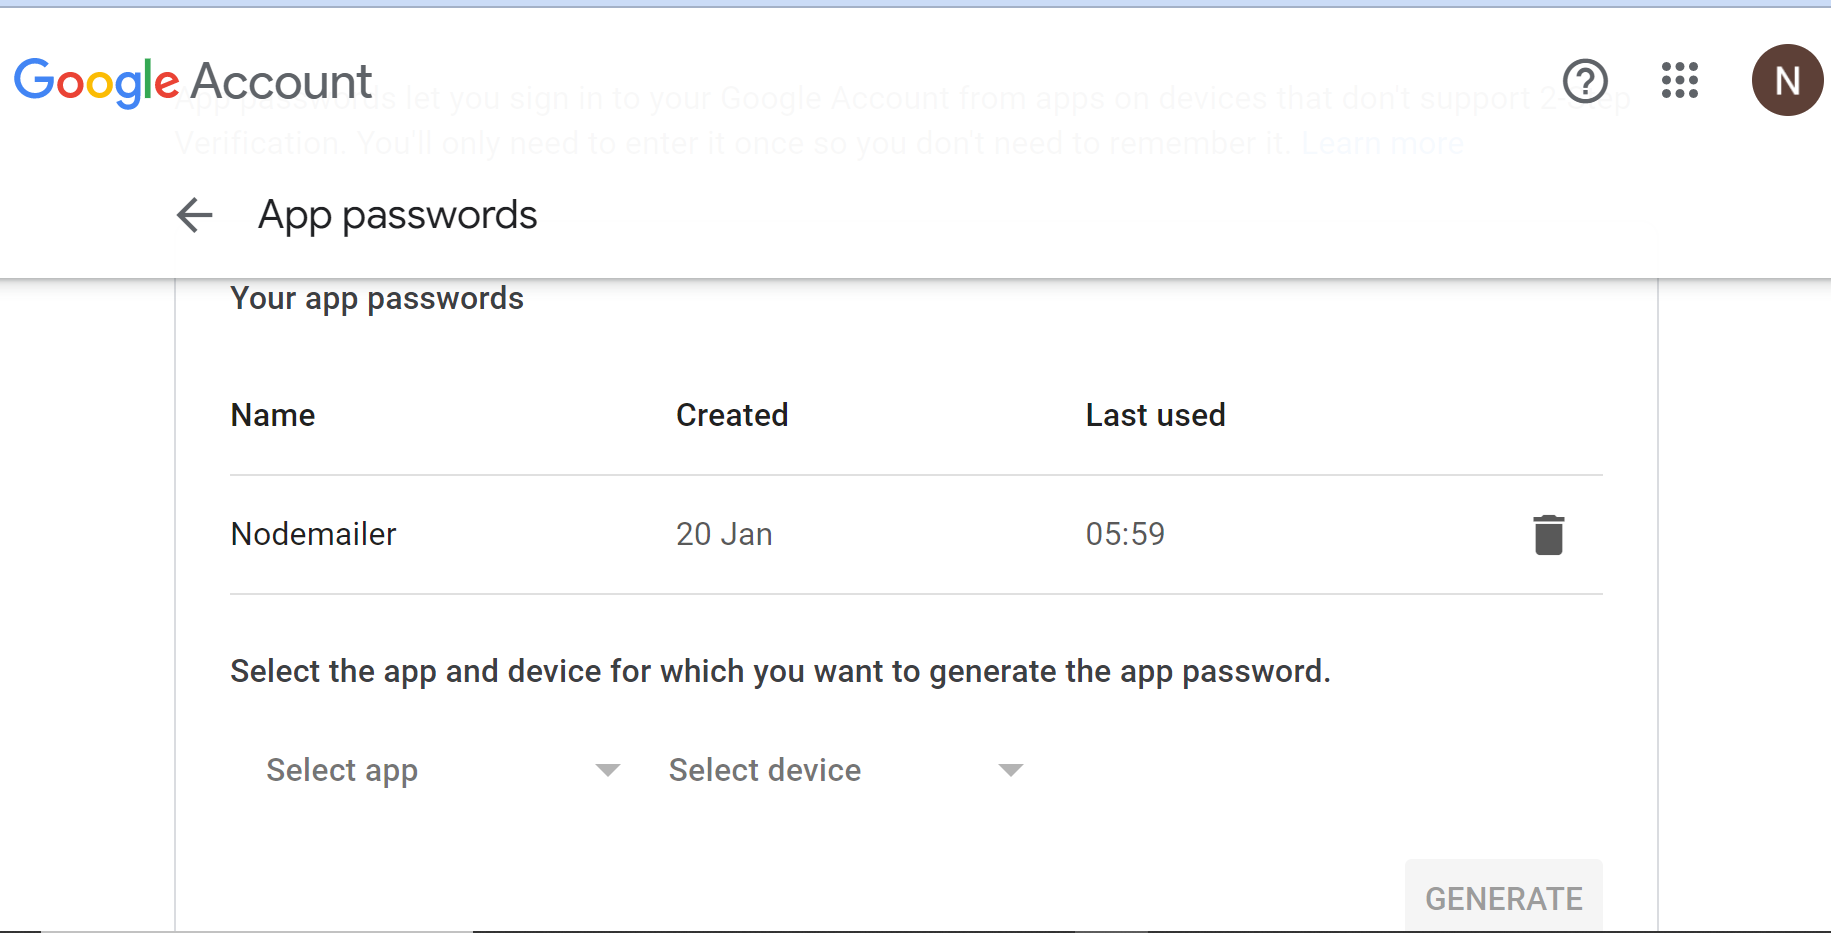 Google Account
N
App passwords let you sign in to your Google Account from apps on devices that don't support 2-Step
Verification. You'll only need to enter it once so you don't need to remember it. Learn more
App passwords
Your app passwords
Name Created Last used
Nodemailer 20 Jan 05:59
Select the app and device for which you want to generate the app password.
Select app Select device
GENERATE